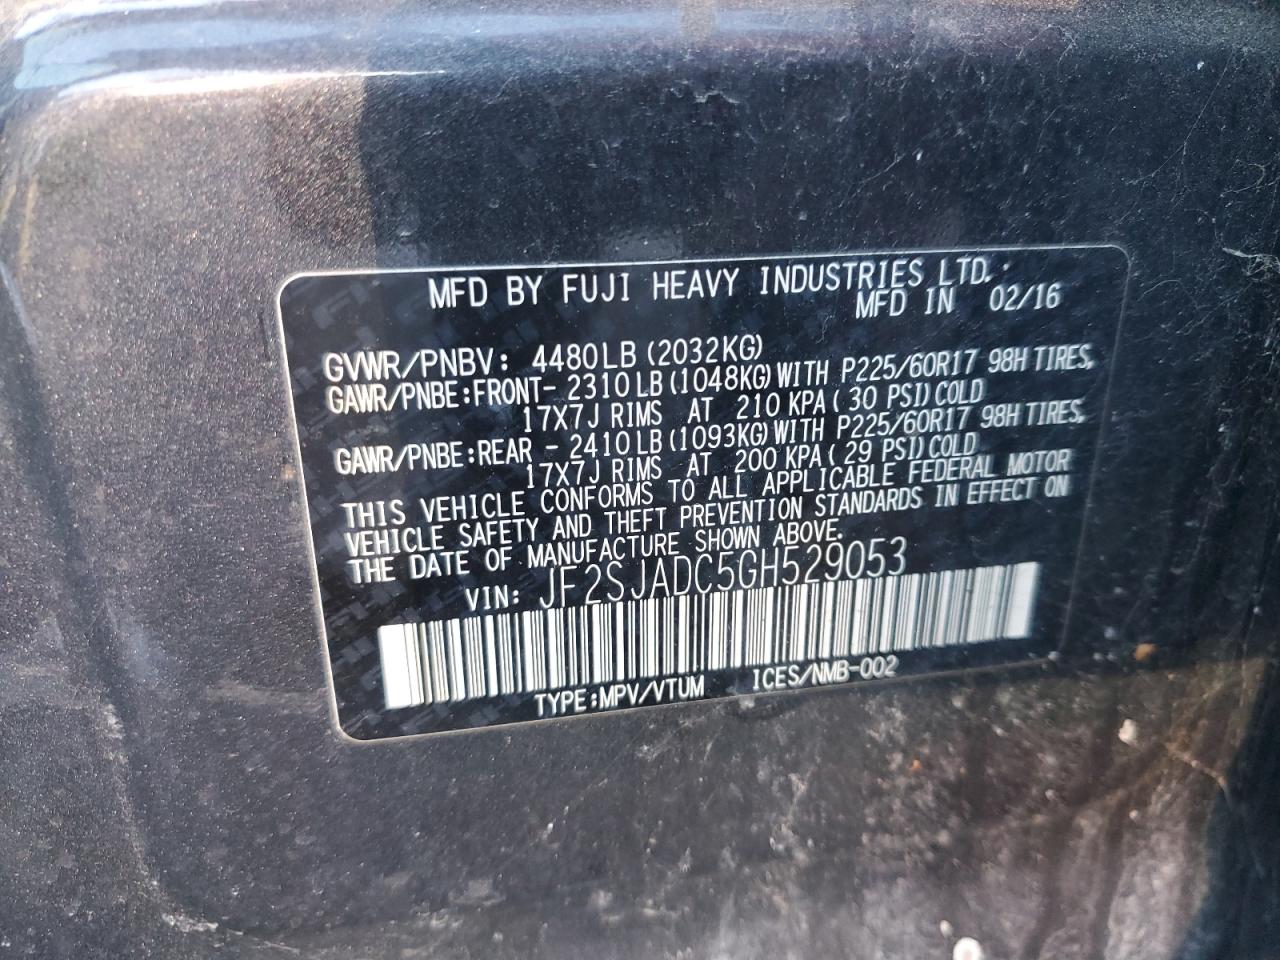 MFD BY FUJI HEAVY INDUSTRIES LTD.
MFD IN 02/16
GVWR/PNBV: 4480LB (2032KG)
GAWR/PNBE:FRONT- 2310LB (1048KG) WITH P225/60R17 98H TIRES,
17X7J RIMS AT 210 KPA ( 30 PSI) COLD
GAWR/PNBE:REAR - 2410LB (1093KG) WITH P225/60R17 98H TIRES,
17X7J RIMS AT 200 KPA ( 29 PSI) COLD
THIS VEHICLE CONFORMS TO ALL APPLICABLE FEDERAL MOTOR
VEHICLE SAFETY AND THEFT PREVENTION STANDARDS IN EFFECT ON
THE DATE OF MANUFACTURE SHOWN ABOVE.
VIN: JF2SJADC5GH529053
TYPE:MPV/VTUM ICES/NMB-002